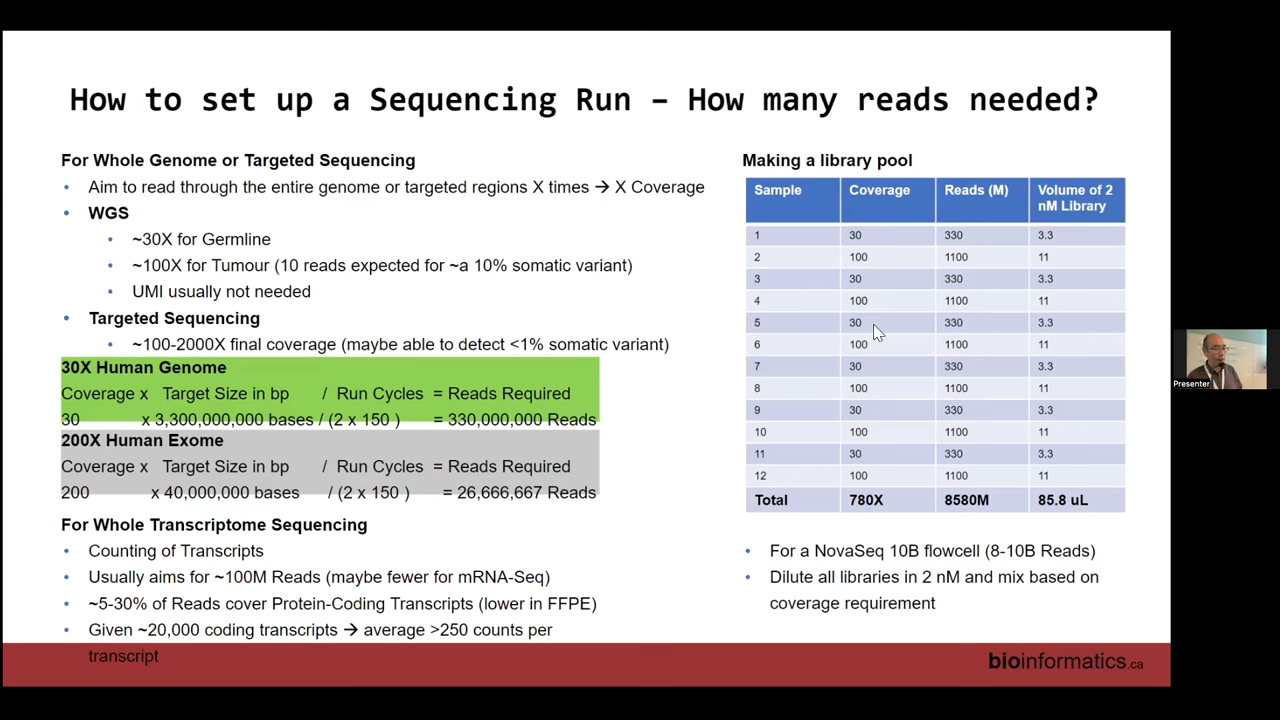 How to set up a Sequencing Run – How many reads needed?
For Whole Genome or Targeted Sequencing
• Aim to read through the entire genome or targeted regions X times → X Coverage
• WGS
• ~30X for Germline
• ~100X for Tumour (10 reads expected for ~a 10% somatic variant)
• UMI usually not needed
• Targeted Sequencing
• ~100-2000X final coverage (maybe able to detect <1% somatic variant)
30X Human Genome
Coverage x Target Size in bp / Run Cycles = Reads Required
30 x 3,300,000,000 bases / (2 x 150 ) = 330,000,000 Reads
200X Human Exome
Coverage x Target Size in bp / Run Cycles = Reads Required
200 x 40,000,000 bases / (2 x 150 ) = 26,666,667 Reads
For Whole Transcriptome Sequencing
• Counting of Transcripts
• Usually aims for ~100M Reads (maybe fewer for mRNA-Seq)
• ~5-30% of Reads cover Protein-Coding Transcripts (lower in FFPE)
• Given ~20,000 coding transcripts → average >250 counts per
transcript
Making a library pool
Sample Coverage Reads (M) Volume of 2
nM Library
1 30 330 3.3
2 100 1100 11
3 30 330 3.3
4 100 1100 11
5 30 330 3.3
6 100 1100 11
7 30 330 3.3
8 100 1100 11
9 30 330 3.3
10 100 1100 11
11 30 330 3.3
12 100 1100 11
Total 780X 8580M 85.8 uL
• For a NovaSeq 10B flowcell (8-10B Reads)
• Dilute all libraries in 2 nM and mix based on
coverage requirement
bioinformatics.ca
Presenter